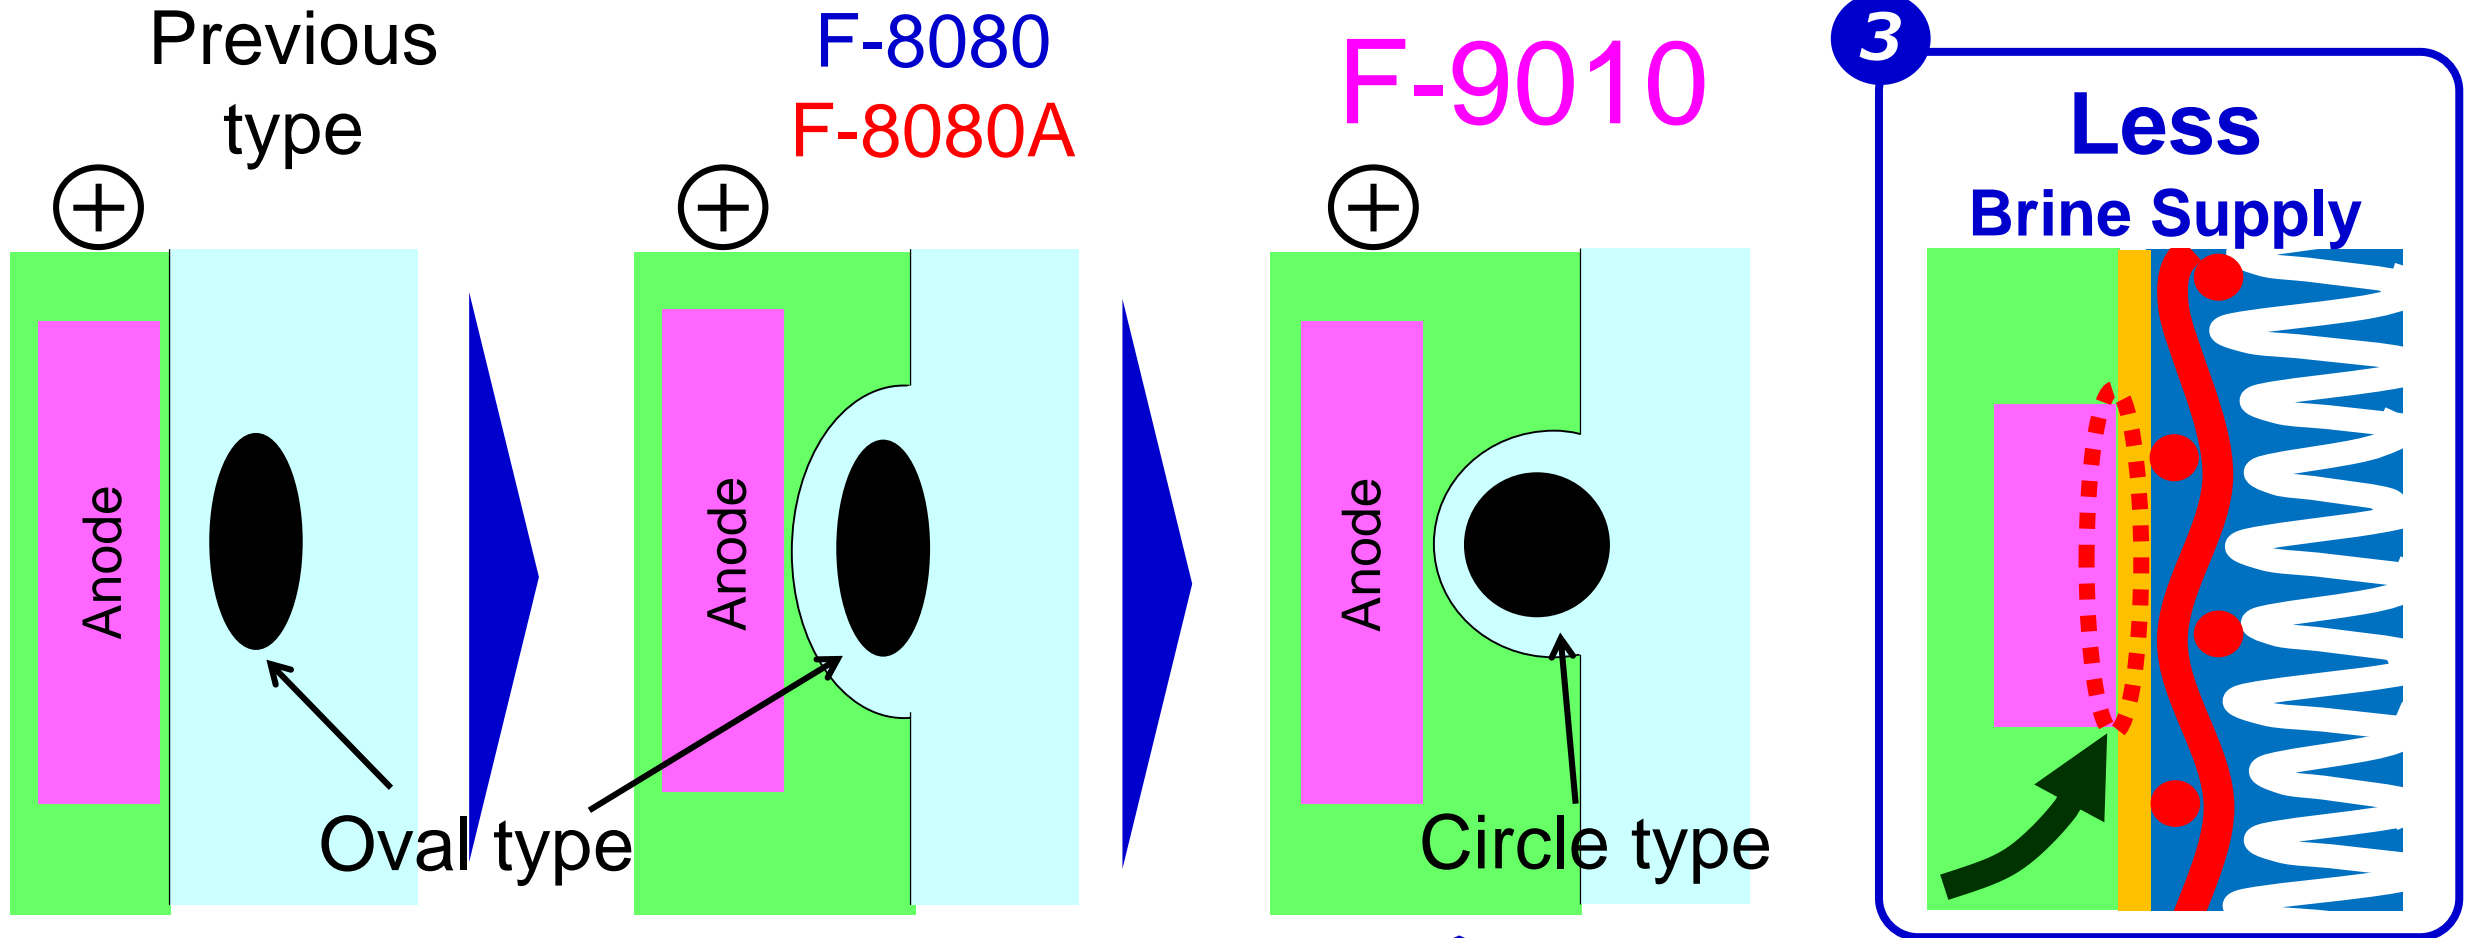 Previous
type
F-8080
F-8080A
F-9010
3
Less
Brine Supply
Anode
Anode
Anode
Oval type
Circle type